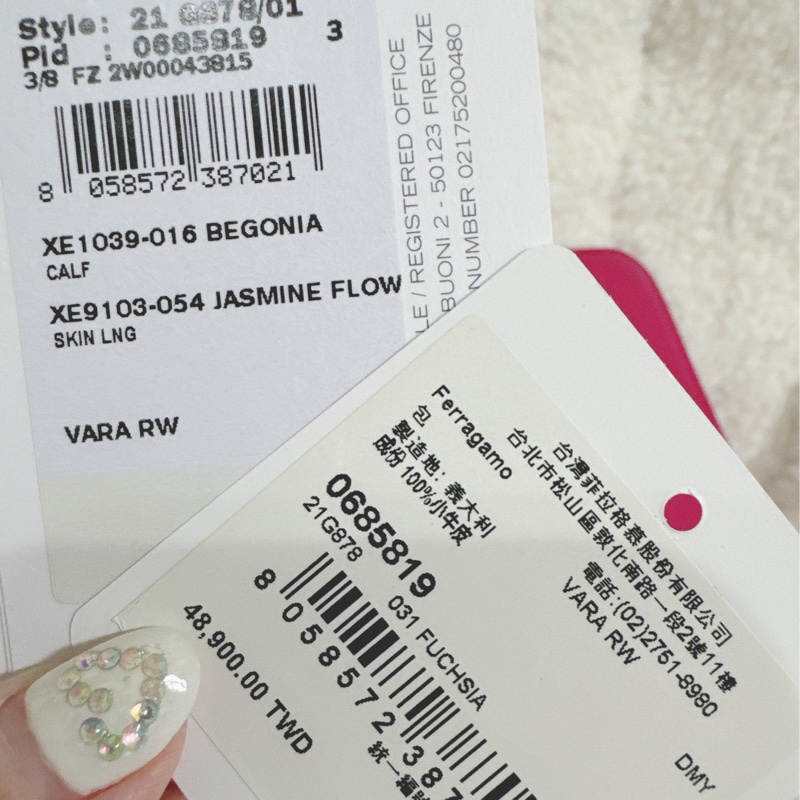 Style: 21 G878/01
Pid : 0685819
3
3/8 FZ 2W00043815
8 058572 387021
XE1039-016 BEGONIA
CALF
XE9103-054 JASMINE FLOW
SKIN LNG
VARA RW
LE / REGISTERED OFFICE
BUONI 2 - 50123 FIRENZE
NUMBER 02175200480
台灣菲拉格慕股份有限公司
台北市松山區敦化南路一段2號11樓
電話:(02)2751-8980
VARA RW
Ferragamo
包
製造地: 義大利
成份 100%小牛皮
0685819
21G878
031 FUCHSIA
8 058572 387
48,900.00 TWD
統一編號
DMY